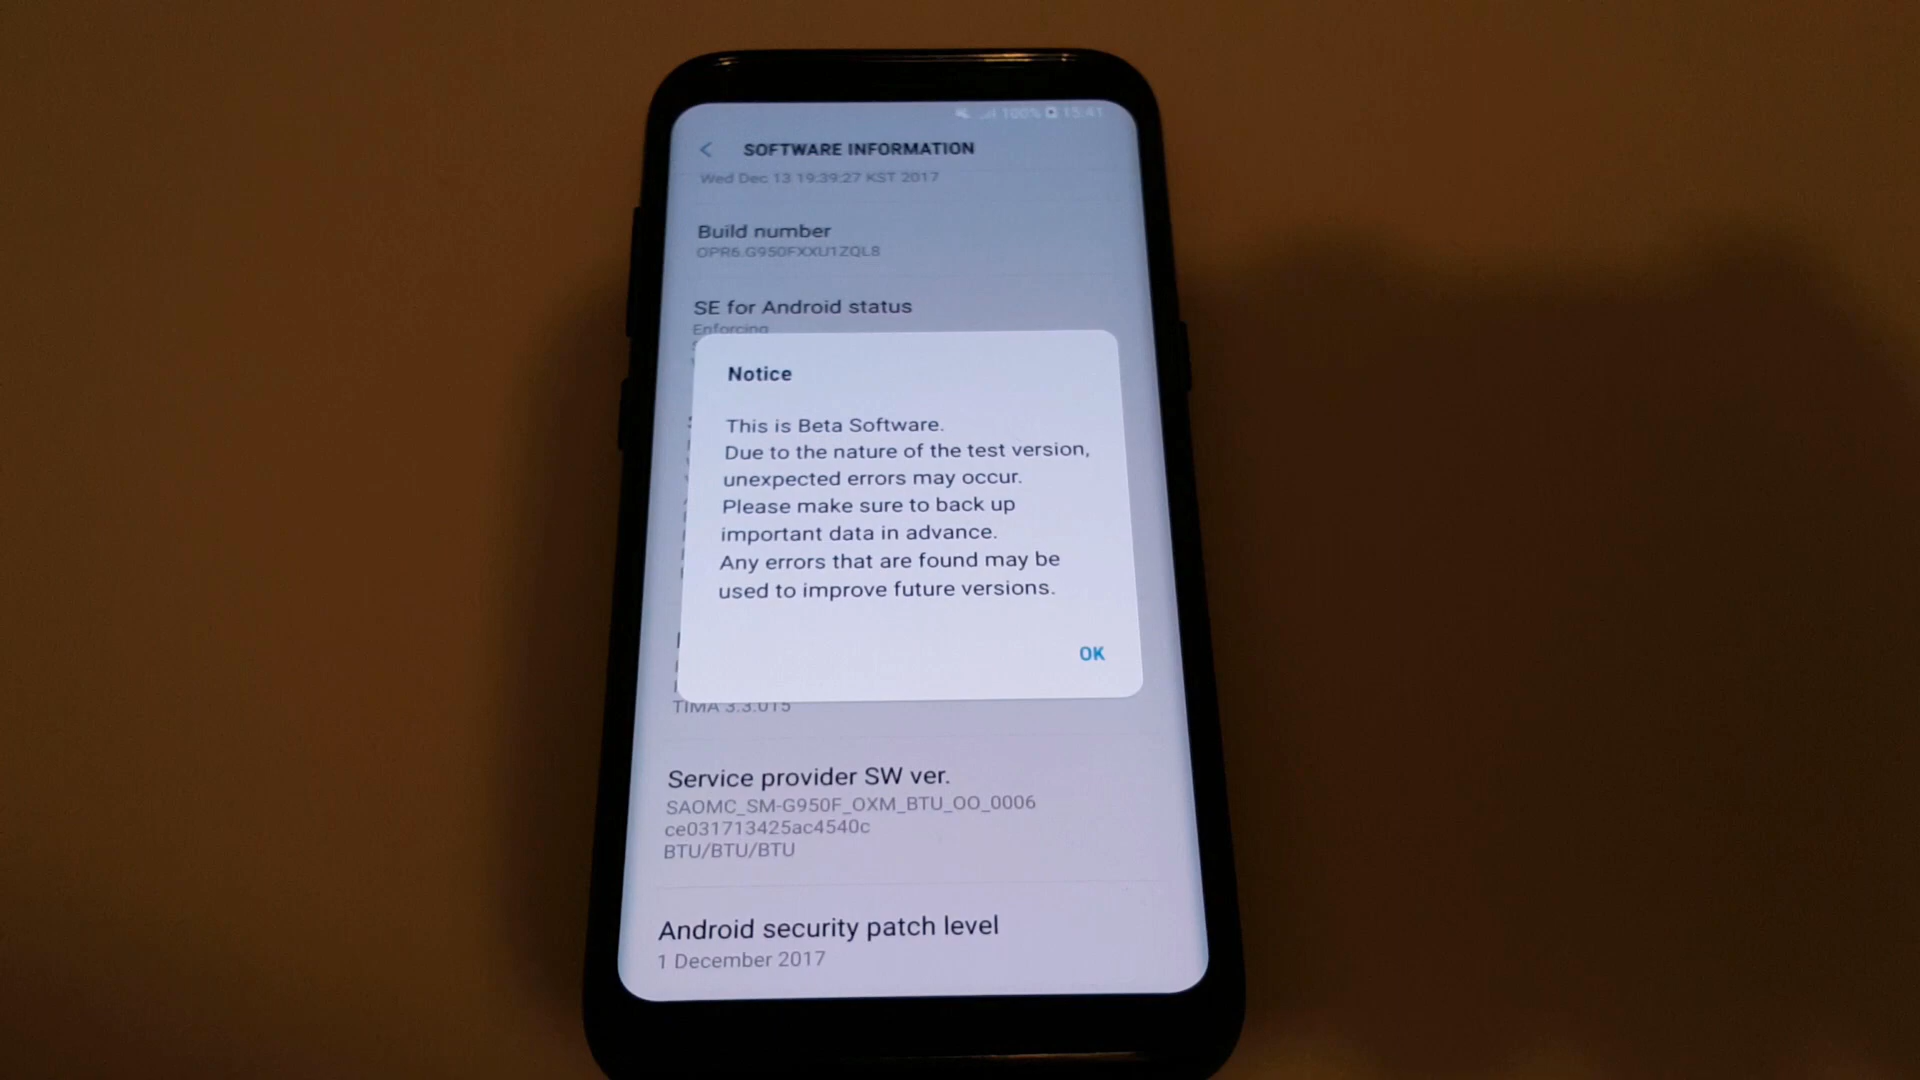 100% 15:41
SOFTWARE INFORMATION
Wed Dec 13 19:39:27 KST 2017
Build number
OPR6.G950FXXU1ZQL8
SE for Android status
Enforcing
Notice
This is Beta Software.
Due to the nature of the test version,
unexpected errors may occur.
Please make sure to back up
important data in advance.
Any errors that are found may be
used to improve future versions.
OK
TIMA 3.3.015
Service provider SW ver.
SAOMC_SM-G950F_OXM_BTU_OO_0006
ce031713425ac4540c
BTU/BTU/BTU
Android security patch level
1 December 2017